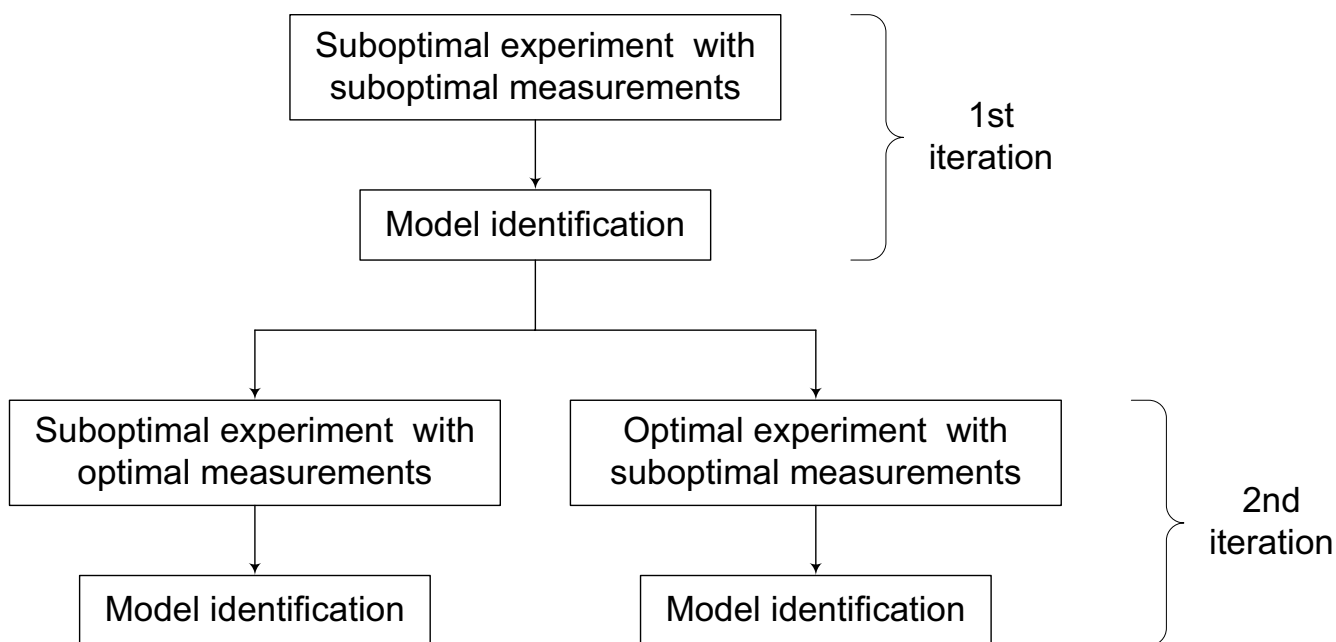 Suboptimal experiment with
suboptimal measurements
1st
iteration
Model identification
Suboptimal experiment with
optimal measurements
Optimal experiment with
suboptimal measurements
2nd
iteration
Model identification
Model identification